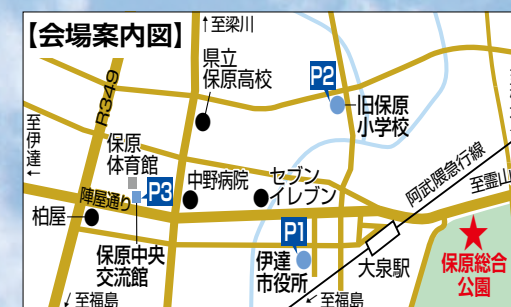 【会場案内図】
↑至梁川
県立
保原高校
P2
旧保原
小学校
R349
至伊達←
保原
体育館
P3
中野病院
セブン
イレブン
阿武隈急行線
至霊山
陣屋通り
柏屋
保原中央
交流館
P1
伊達
市役所
大泉駅
保原総合
公園
↙至福島
↙至福島